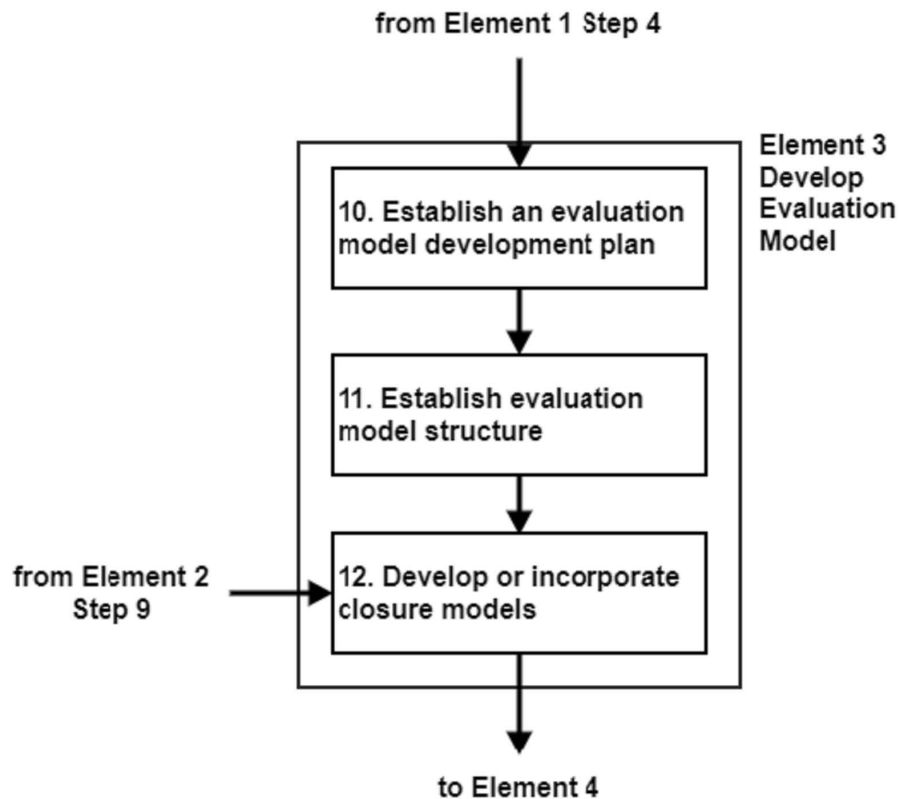 from Element 1 Step 4
Element 3
Develop
Evaluation
Model
10. Establish an evaluation
model development plan
11. Establish evaluation
model structure
from Element 2
Step 9
12. Develop or incorporate
closure models
to Element 4